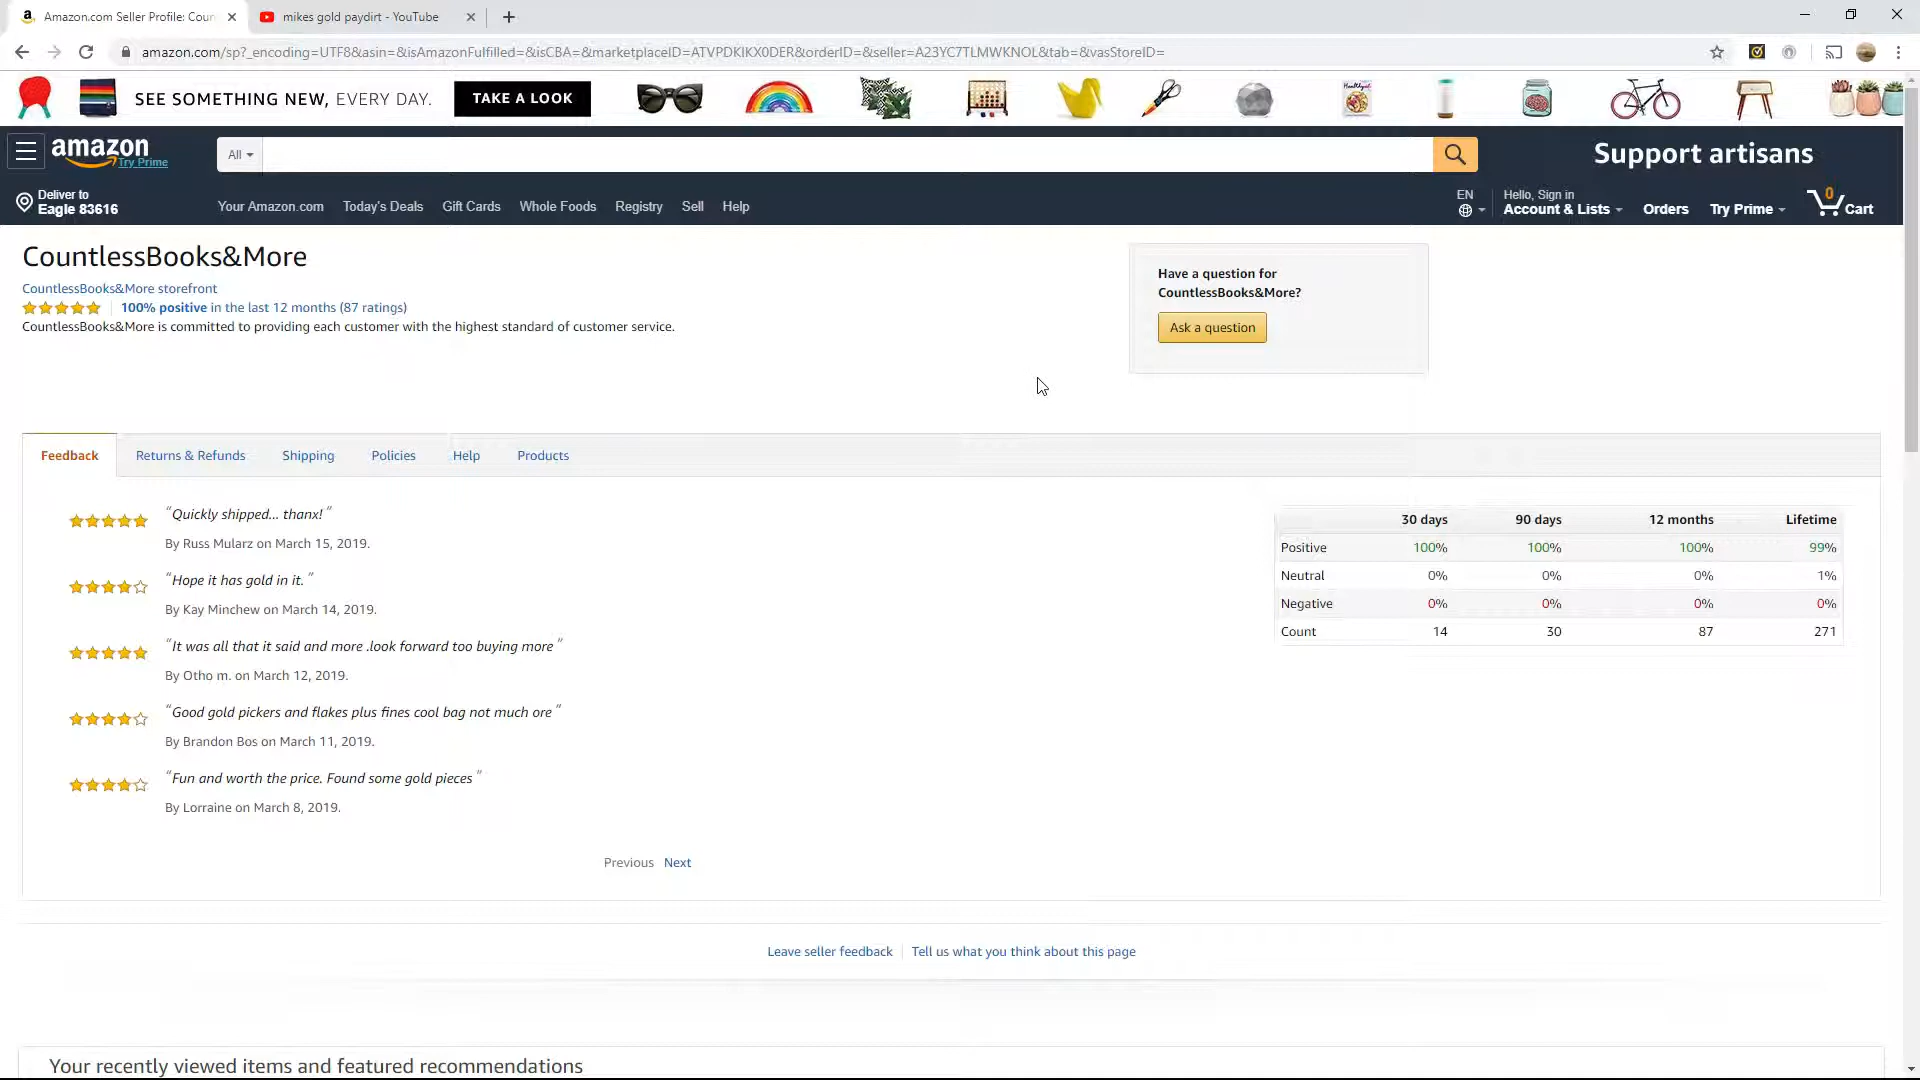 Amazon.com Seller Profile: Coun
mikes gold paydirt - YouTube
amazon.com/sp?_encoding=UTF8&asin=&isAmazonFulfilled=&isCBA=&marketplaceID=ATVPDKIKX0DER&orderID=&seller=A23YC7TLMWKNOL&tab=&vasStoreID=
SEE SOMETHING NEW, EVERY DAY.
TAKE A LOOK
amazon
Try Prime
All
Support artisans
Deliver to
Eagle 83616
Your Amazon.com
Today's Deals
Gift Cards
Whole Foods
Registry
Sell
Help
EN
Hello, Sign in
Account & Lists
Orders
Try Prime
0
Cart
CountlessBooks&More
CountlessBooks&More storefront
100% positive in the last 12 months (87 ratings)
CountlessBooks&More is committed to providing each customer with the highest standard of customer service.
Have a question for
CountlessBooks&More?
Ask a question
Feedback
Returns & Refunds
Shipping
Policies
Help
Products
“Quickly shipped... thanx! ”
By Russ Mularz on March 15, 2019.
“Hope it has gold in it. ”
By Kay Minchew on March 14, 2019.
“It was all that it said and more .look forward too buying more ”
By Otho m. on March 12, 2019.
“Good gold pickers and flakes plus fines cool bag not much ore ”
By Brandon Bos on March 11, 2019.
“Fun and worth the price. Found some gold pieces ”
By Lorraine on March 8, 2019.
Previous Next
30 days 90 days 12 months Lifetime
Positive 100% 100% 100% 99%
Neutral 0% 0% 0% 1%
Negative 0% 0% 0% 0%
Count 14 30 87 271
Leave seller feedback
Tell us what you think about this page
Your recently viewed items and featured recommendations